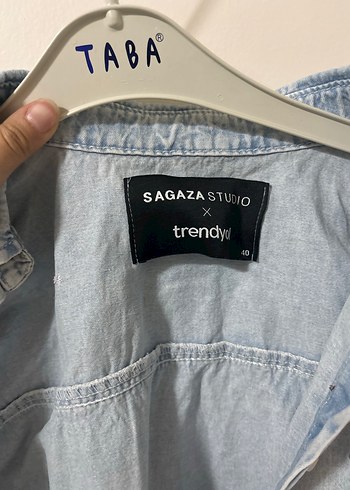 TABA®
SAGAZA STUDIO
×
trendyol
40